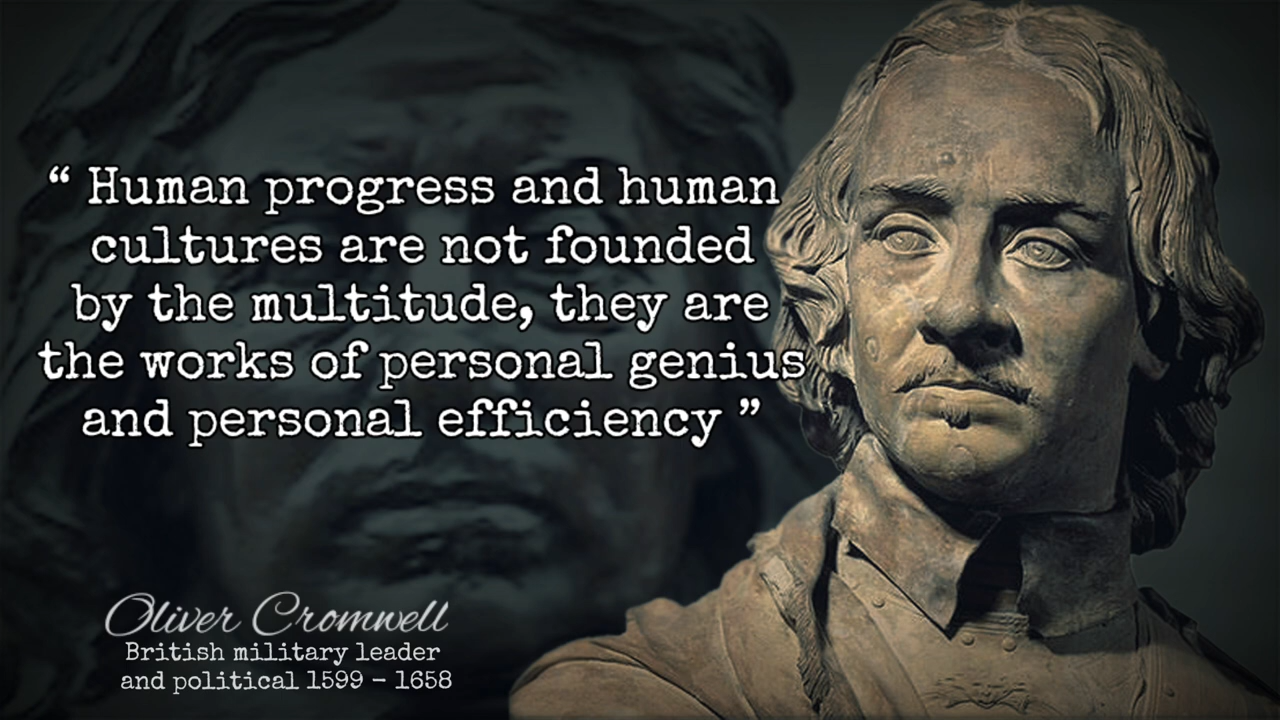 “ Human progress and human
cultures are not founded
by the multitude, they are
the works of personal genius
and personal efficiency ”
Oliver Cromwell
British military leader
and political 1599 - 1658